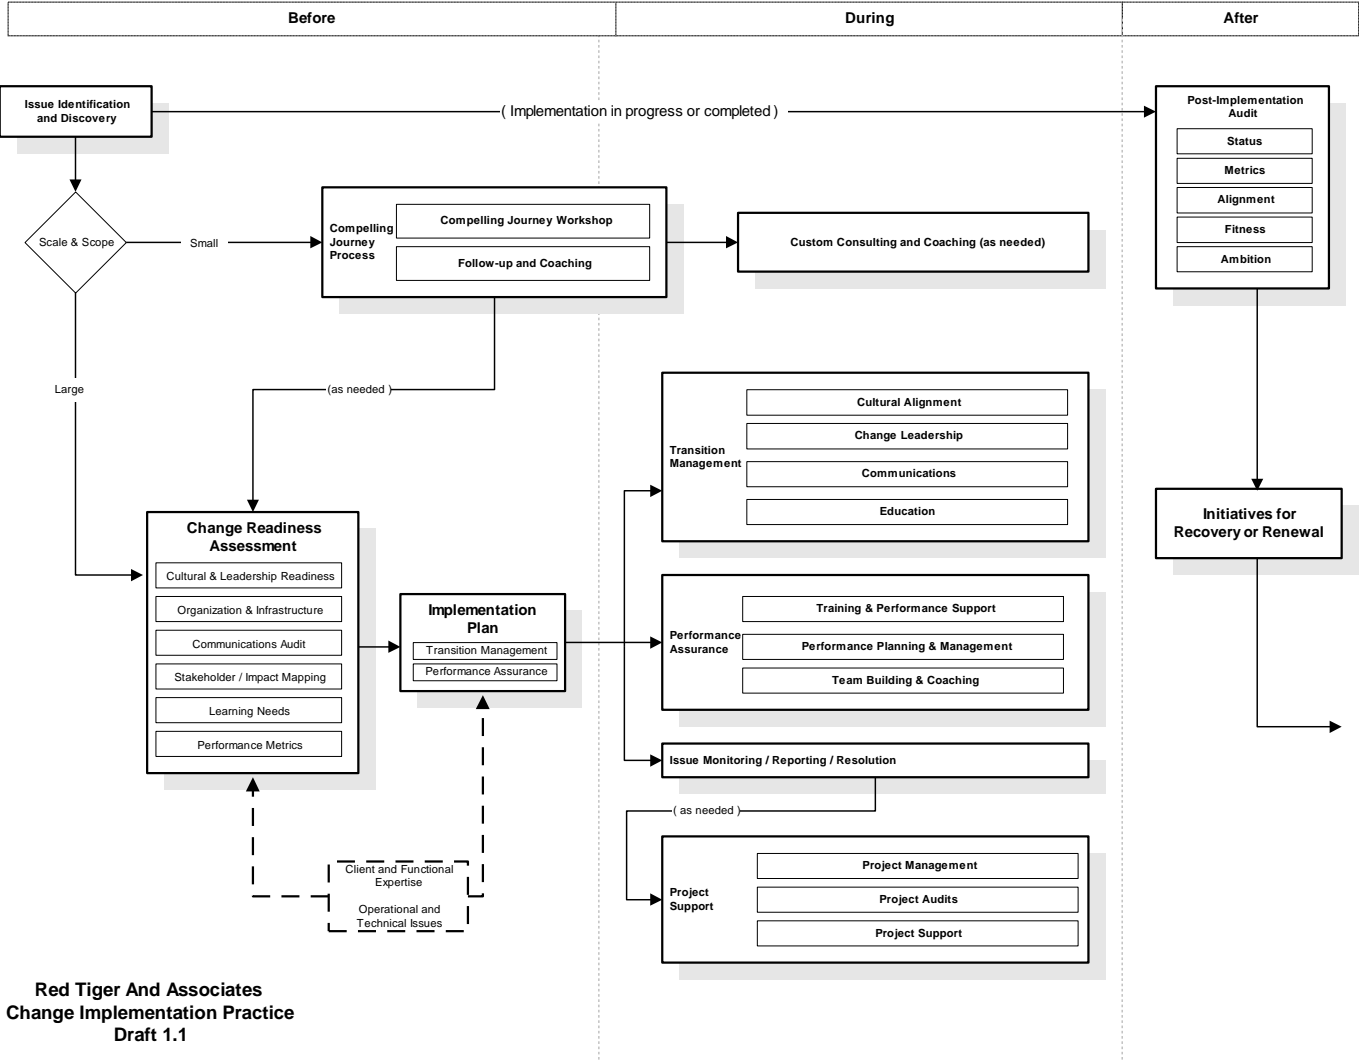 Before
During
After
Issue Identification
and Discovery
( Implementation in progress or completed )
Post-Implementation
Audit
Status
Metrics
Alignment
Fitness
Ambition
Scale & Scope
Small
Compelling
Journey
Process
Compelling Journey Workshop
Follow-up and Coaching
Custom Consulting and Coaching (as needed)
Large
(as needed )
Transition
Management
Cultural Alignment
Change Leadership
Communications
Education
Initiatives for
Recovery or Renewal
Change Readiness
Assessment
Cultural & Leadership Readiness
Organization & Infrastructure
Communications Audit
Stakeholder / Impact Mapping
Learning Needs
Performance Metrics
Implementation
Plan
Transition Management
Performance Assurance
Performance
Assurance
Training & Performance Support
Performance Planning & Management
Team Building & Coaching
Issue Monitoring / Reporting / Resolution
( as needed )
Project
Support
Project Management
Project Audits
Project Support
Client and Functional
Expertise
Operational and
Technical Issues
Red Tiger And Associates
Change Implementation Practice
Draft 1.1